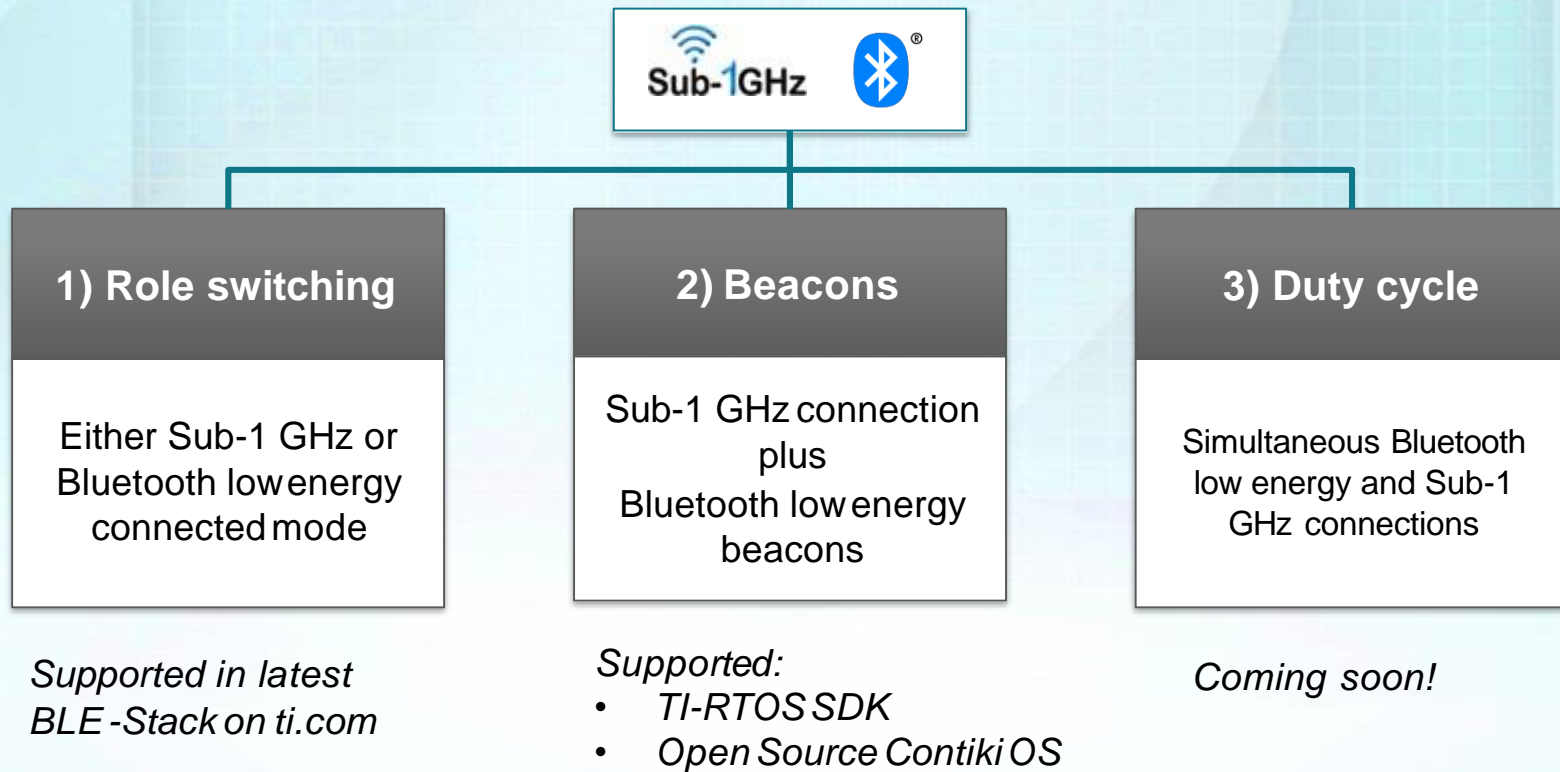 Sub-1GHz
®
1) Role switching
Either Sub-1 GHz or
Bluetooth low energy
connected mode
Supported in latest
BLE-Stack on ti.com
2) Beacons
Sub-1 GHz connection
plus
Bluetooth low energy
beacons
Supported:
• TI-RTOS SDK
• Open Source Contiki OS
3) Duty cycle
Simultaneous Bluetooth
low energy and Sub-1
GHz connections
Coming soon!